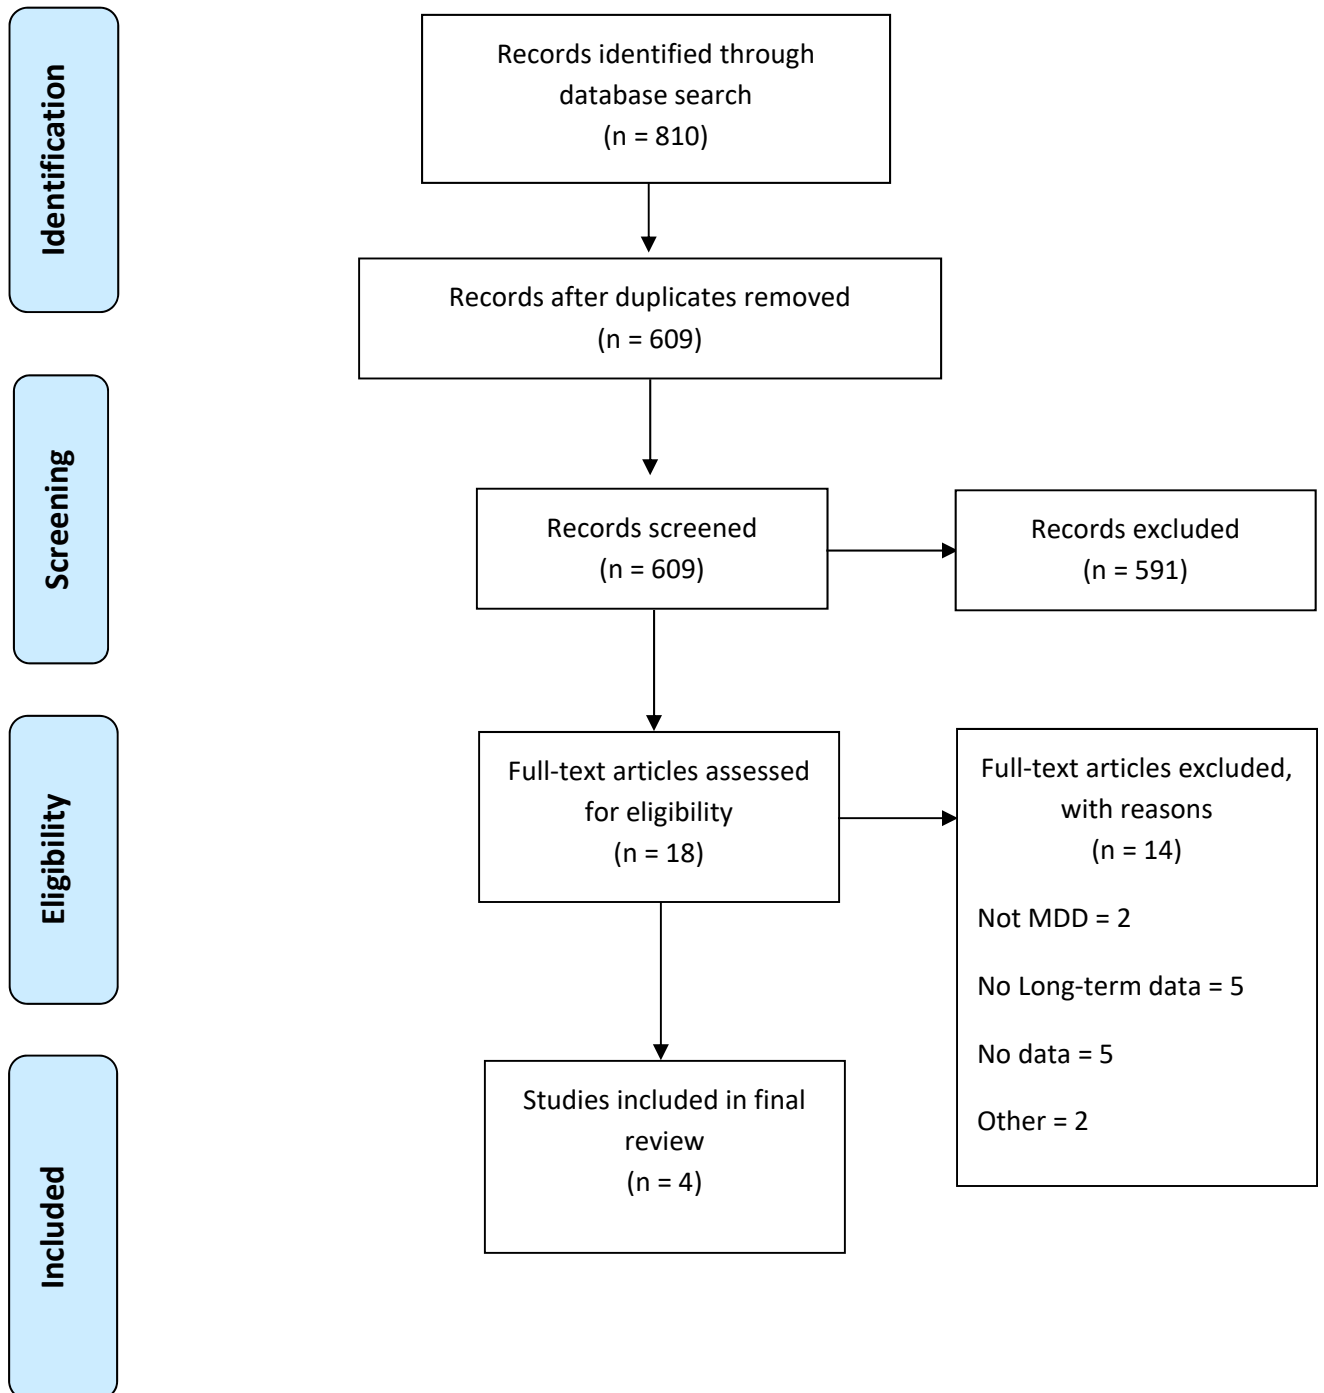 Identification
Records identified through
database search
(n = 810)
Records after duplicates removed
(n = 609)
Screening
Records screened
(n = 609)
Records excluded
(n = 591)
Eligibility
Full-text articles assessed
for eligibility
(n = 18)
Full-text articles excluded,
with reasons
(n = 14)
Not MDD = 2
No Long-term data = 5
No data = 5
Other = 2
Included
Studies included in final
review
(n = 4)